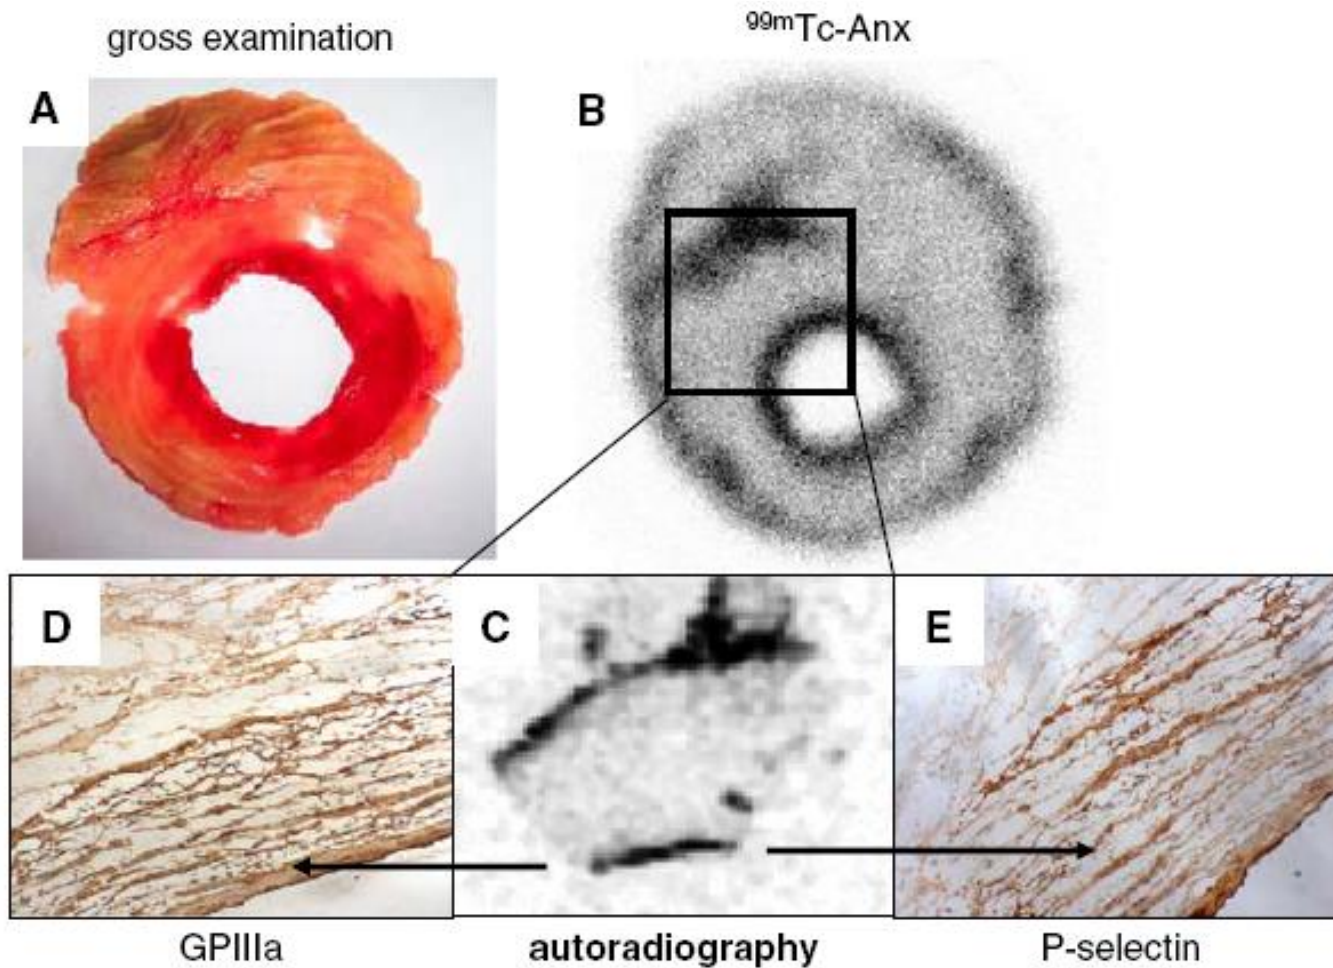 gross examination
⁹⁹ᵐTc-Anx
A
B
D
C
E
GPIIIa
autoradiography
P-selectin